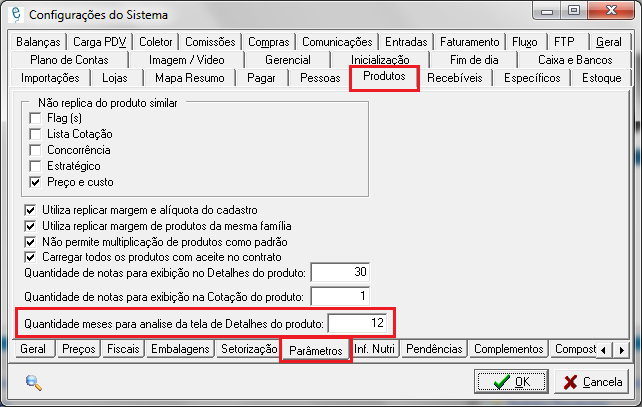 Configurações do Sistema
Balanças Carga PDV Coletor Comissões Compras Comunicações Entradas Faturamento Fluxo FTP Geral
Plano de Contas Imagem / Vídeo Gerencial Inicialização Fim de dia Caixa e Bancos
Importações Lojas Mapa Resumo Pagar Pessoas Produtos Recebíveis Específicos Estoque
Não replica do produto similar
Flag (s)
Lista Cotação
Concorrência
Estratégico
Preço e custo
Utiliza replicar margem e alíquota do cadastro
Utiliza replicar margem de produtos da mesma família
Não permite multiplicação de produtos como padrão
Carregar todos os produtos com aceite no contrato
Quantidade de notas para exibição no Detalhes do produto: 30
Quantidade de notas para exibição na Cotação do produto: 1
Quantidade meses para analise da tela de Detalhes do produto: 12
Geral Preços Fiscais Embalagens Setorização Parâmetros Inf. Nutri Pendências Complementos Compost
OK Cancela